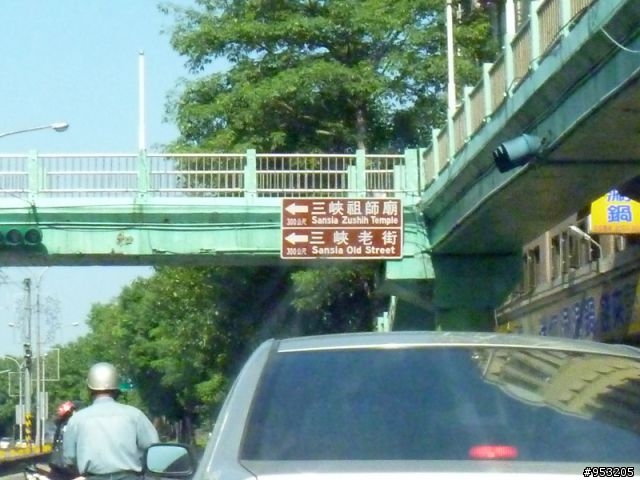 三峽祖師廟
300公尺 Sansia Zushih Temple
三峽老街
300公尺 Sansia Old Street
鍋
#953205